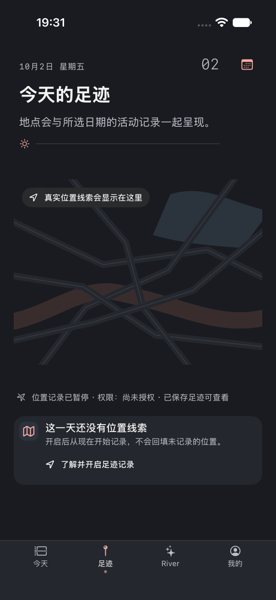 19:31
10月2日 星期五
02
今天的足迹
地点会与所选日期的活动记录一起呈现。
真实位置线索会显示在这里
位置记录已暂停 · 权限：尚未授权 · 已保存足迹可查看
这一天还没有位置线索
开启后从现在开始记录，不会回填未记录的位置。
了解并开启足迹记录
今天
足迹
River
我的